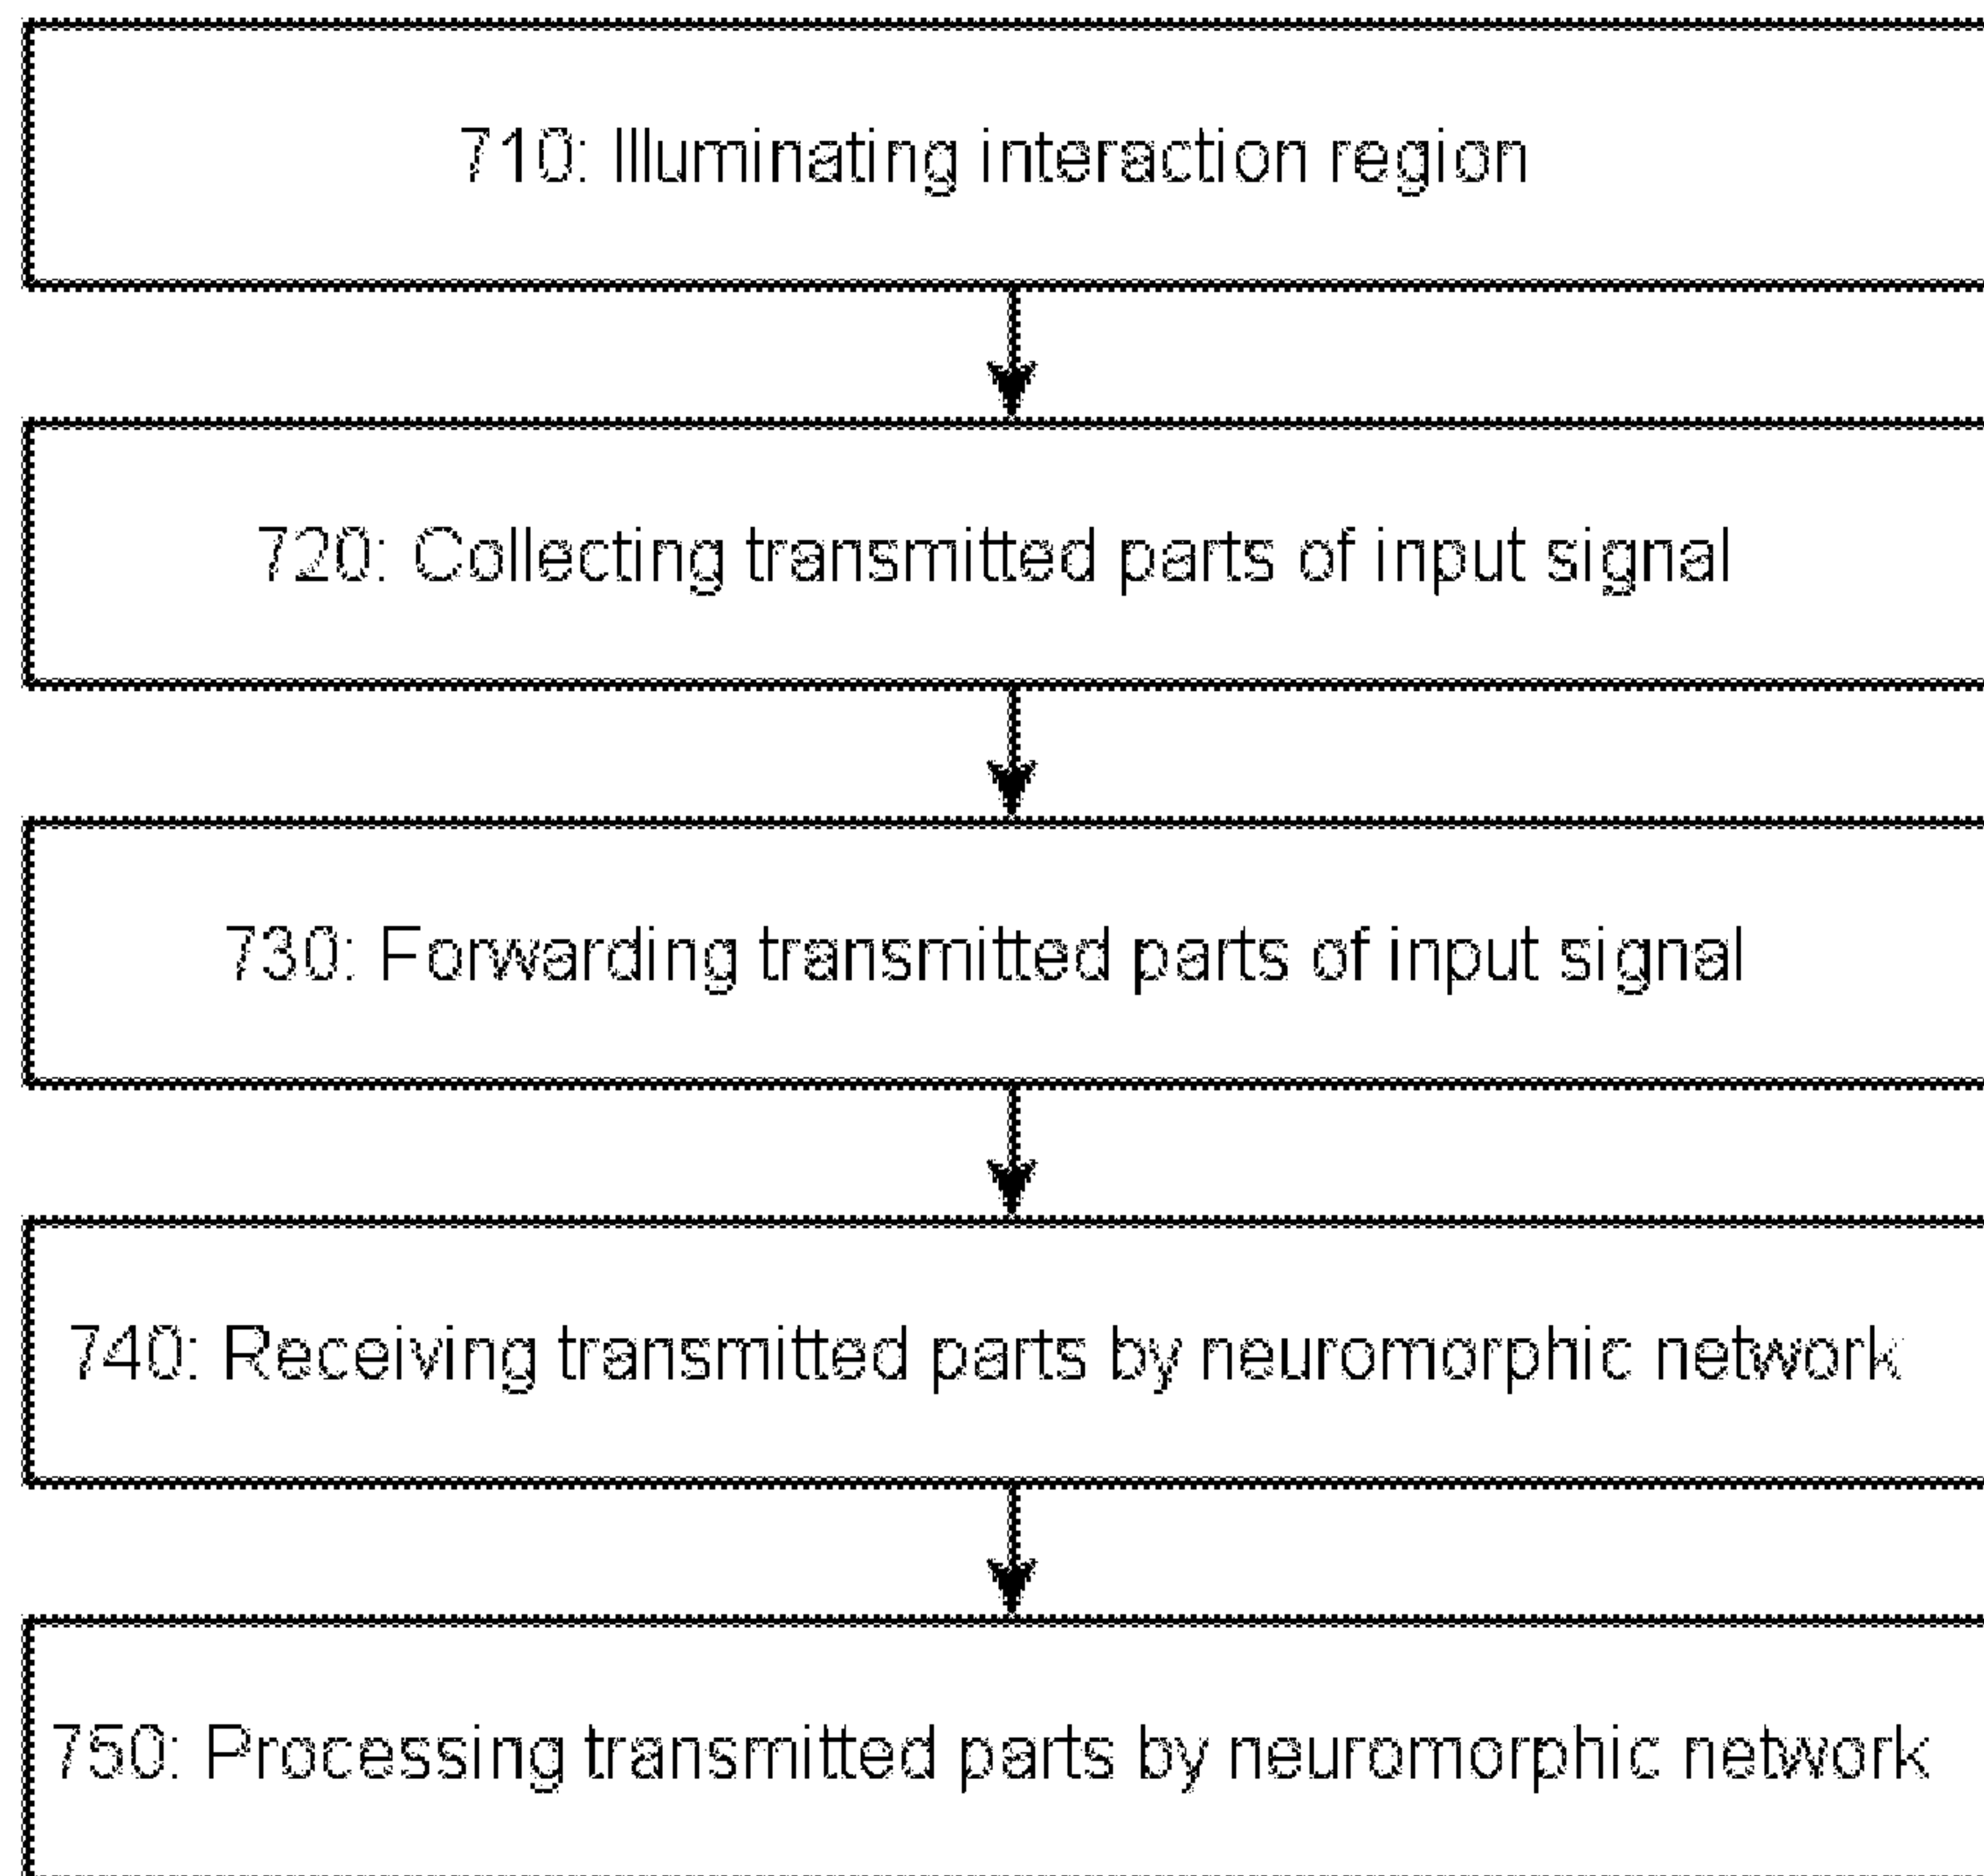 710: Illuminating interaction region
720: Collecting transmitted parts of input signal
730: Forwarding transmitted parts of input signal
740: Receiving transmitted parts by neuromorphic network
750: Processing transmitted parts by neuromorphic network